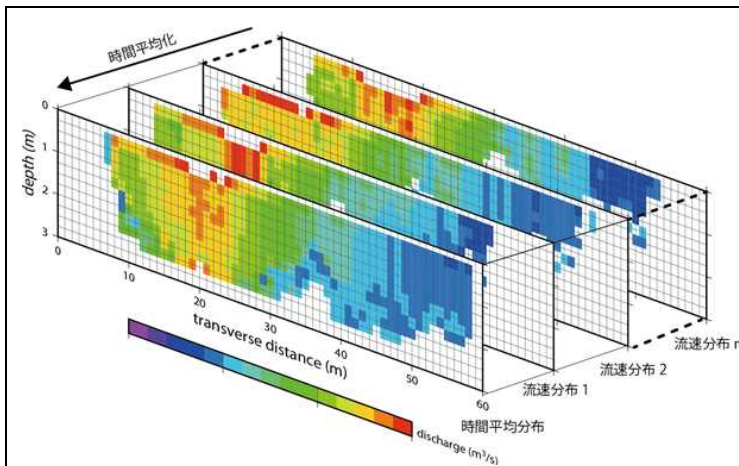 時間平均化
0
1
2
3
depth (m)
0
10
20
30
40
50
60
transverse distance (m)
discharge (m³/s)
時間平均分布
流速分布 1
流速分布 2
流速分布 n